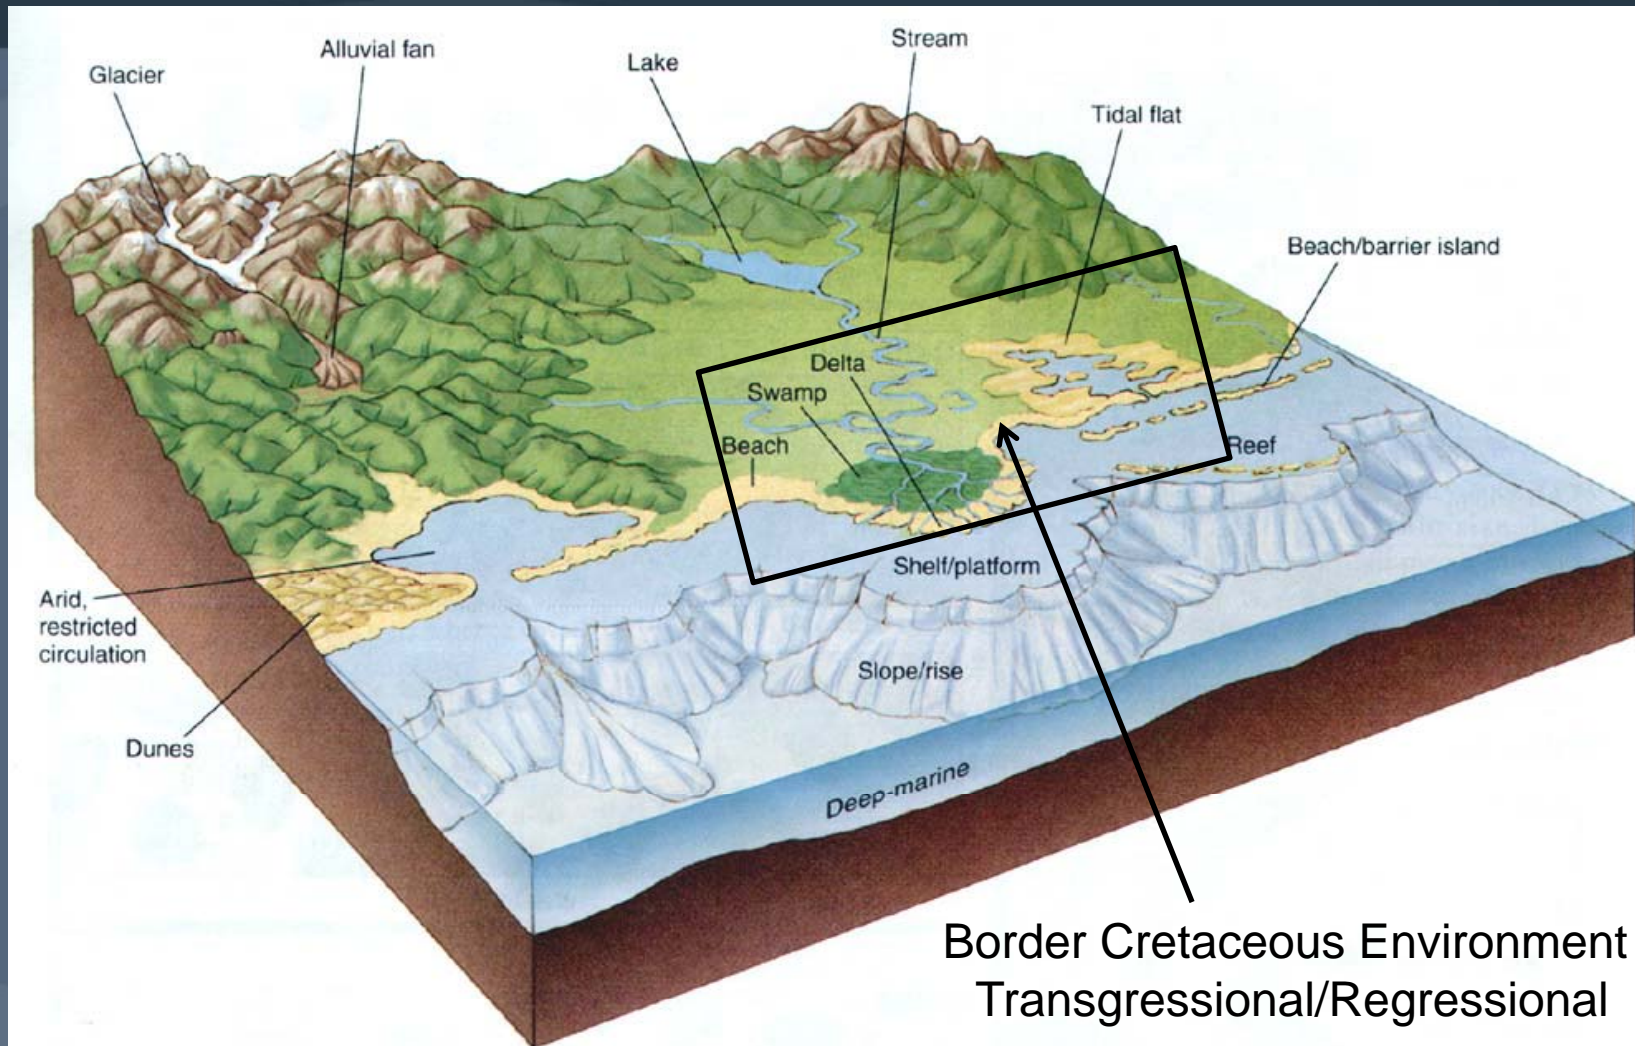 Stream
Alluvial fan
Lake
Glacier
Tidal flat
Beach/barrier island
Delta
Swamp
Beach
Reef
Shelf/platform
Arid,
restricted
circulation
Slope/rise
Dunes
Deep-marine
Border Cretaceous Environment
Transgressional/Regressional